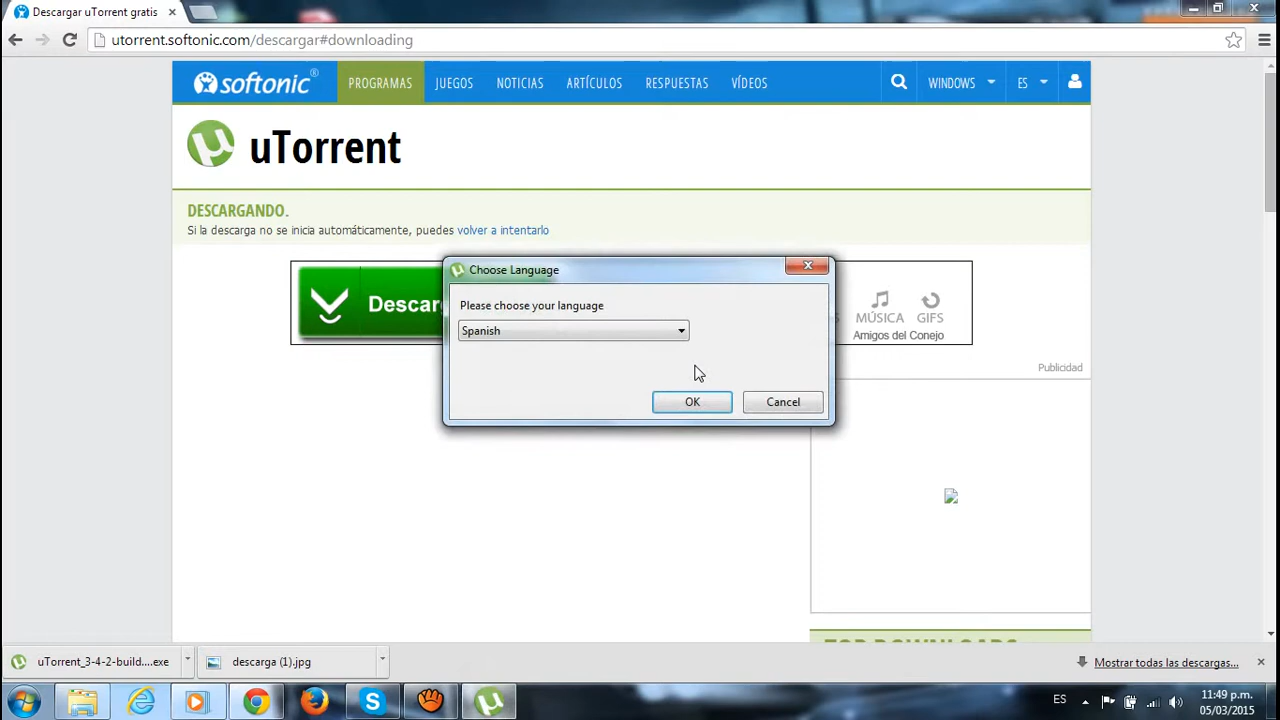 Descargar uTorrent gratis
utorrent.softonic.com/descargar#downloading
softonic®
PROGRAMAS
JUEGOS
NOTICIAS
ARTÍCULOS
RESPUESTAS
VÍDEOS
WINDOWS
ES
µ uTorrent
DESCARGANDO.
Si la descarga no se inicia automáticamente, puedes volver a intentarlo
Choose Language
Please choose your language
Spanish
OK
Cancel
MÚSICA
GIFS
Amigos del Conejo
Publicidad
uTorrent_3-4-2-build....exe
descarga (1).jpg
Mostrar todas las descargas...
ES
11:49 p.m.
05/03/2015